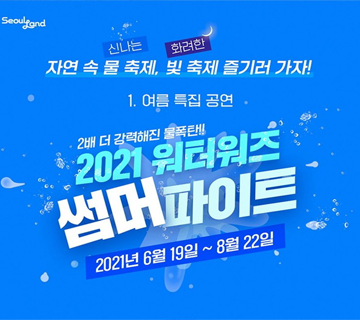 Seoulland
신나는 화려한
자연 속 물 축제, 빛 축제 즐기러 가자!
1. 여름 특집 공연
2배 더 강력해진 물폭탄!!
2021 워터워즈
썸머파이트
2021년 6월 19일 ~ 8월 22일